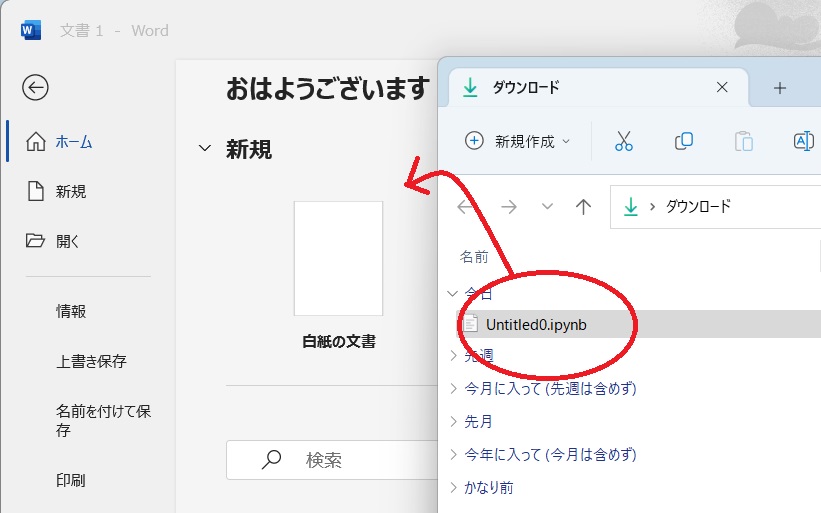 文書 1 - Word
ホーム
新規
開く
情報
上書き保存
名前を付けて保
存
印刷
おはようございます
新規
白紙の文書
検索
ダウンロード
新規作成
ダウンロード
名前
今日
Untitled0.ipynb
先週
今月に入って (先週は含めず)
先月
今年に入って (今月は含めず)
かなり前